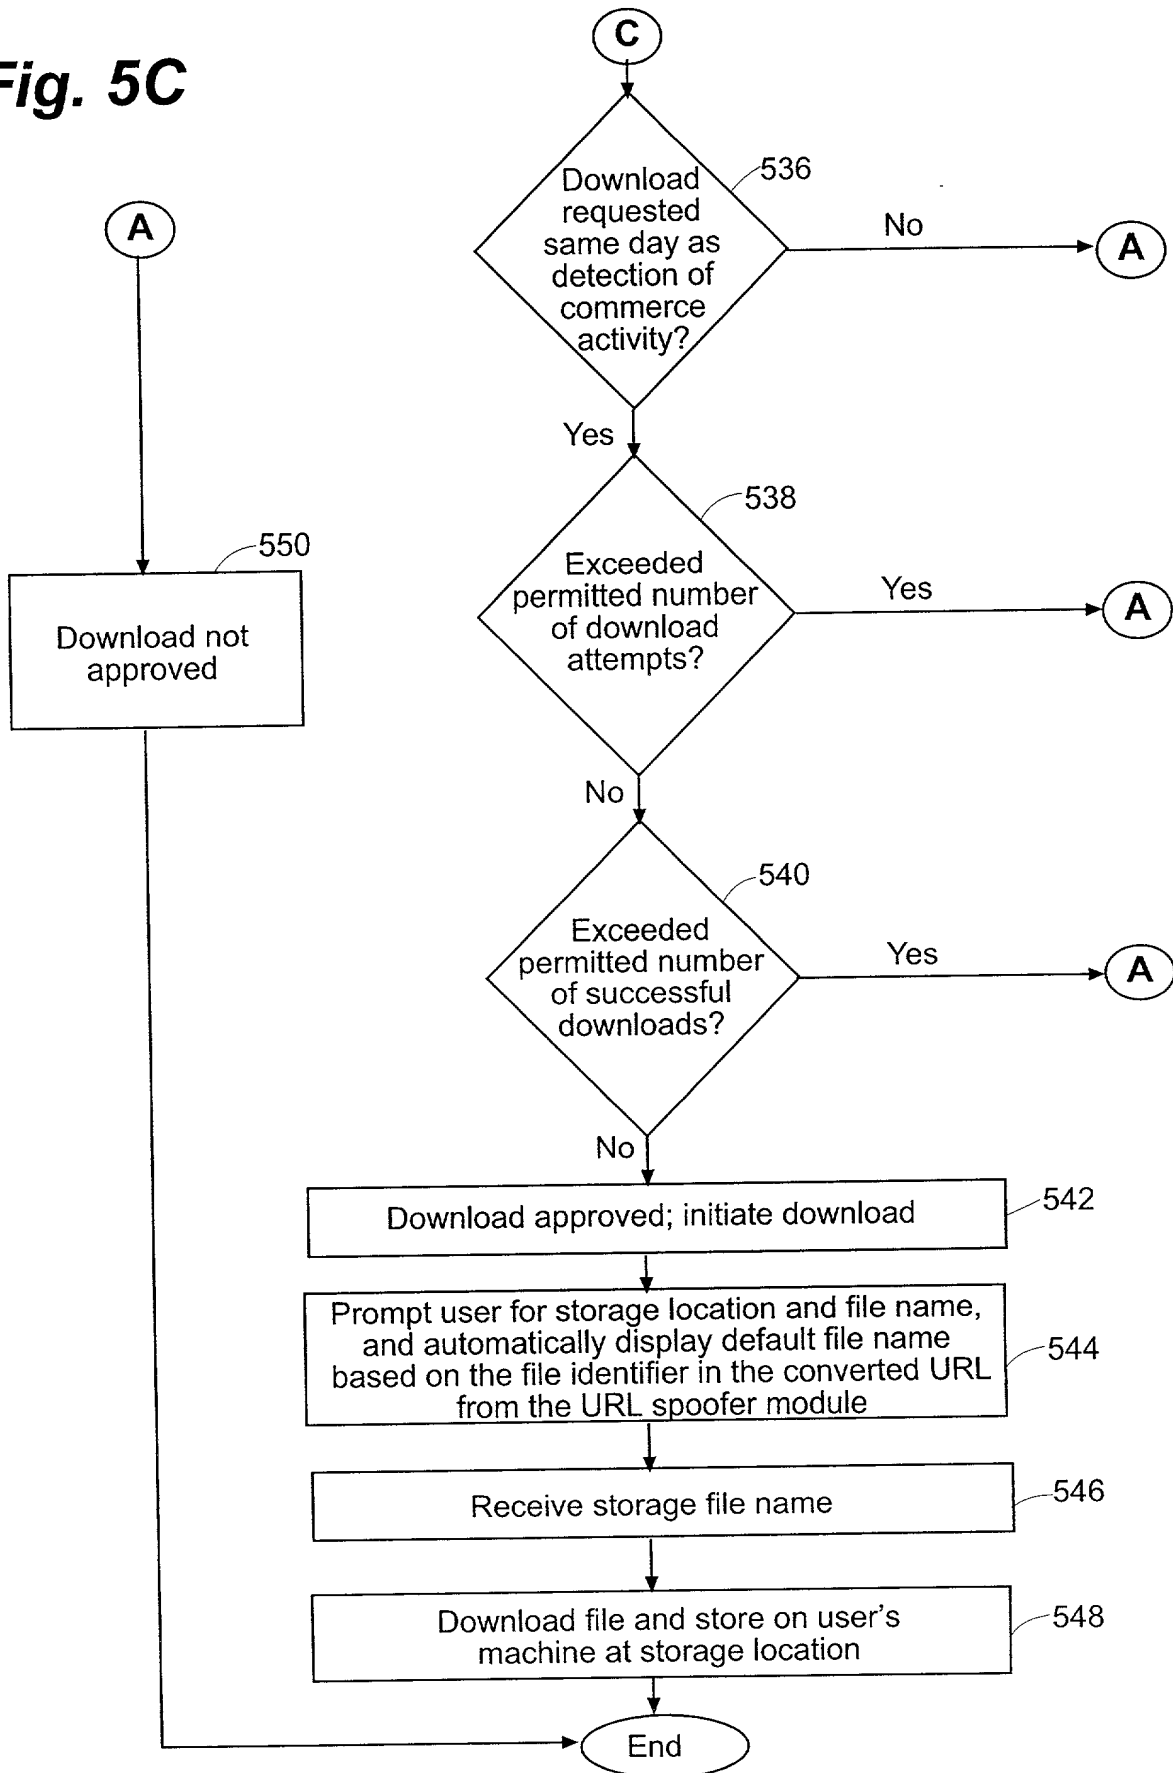 Fig. 5C
C
Download
requested
same day as
detection of
commerce
activity?
536
No
A
A
Yes
Exceeded
permitted number
of download
attempts?
538
Yes
A
550
Download not
approved
No
Exceeded
permitted number
of successful
downloads?
540
Yes
A
No
Download approved; initiate download
542
Prompt user for storage location and file name,
and automatically display default file name
based on the file identifier in the converted URL
from the URL spoofer module
544
Receive storage file name
546
Download file and store on user's
machine at storage location
548
End